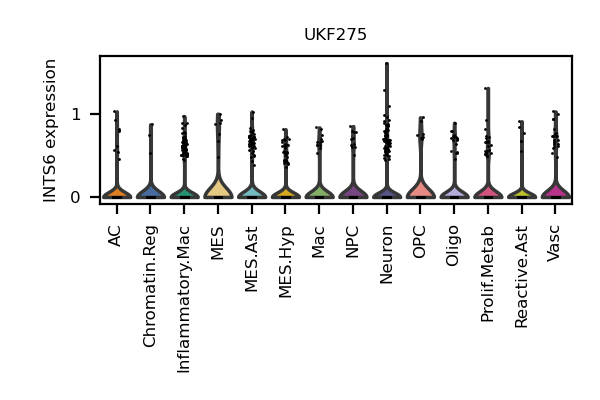 UKF275
INTS6 expression
1
0
AC
Chromatin.Reg
Inflammatory.Mac
MES
MES.Ast
MES.Hyp
Mac
NPC
Neuron
OPC
Oligo
Prolif.Metab
Reactive.Ast
Vasc